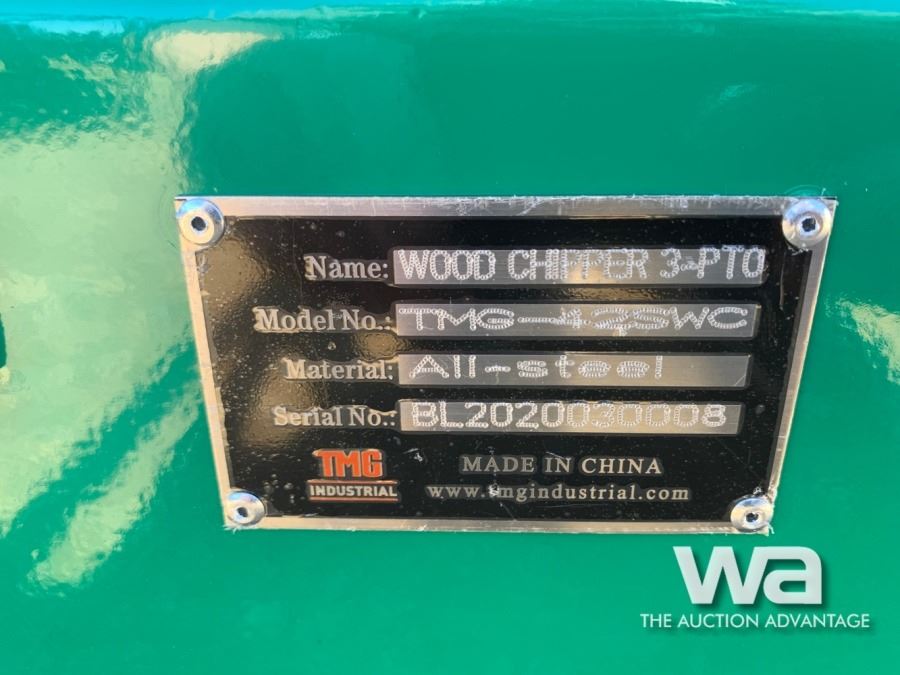 Name: WOOD CHIPPER 3-PTO
Model No.: TMG-42SWC
Material: All-steel
Serial No.: BL2020030008
TMG
INDUSTRIAL
MADE IN CHINA
www.tmgindustrial.com
wa
THE AUCTION ADVANTAGE